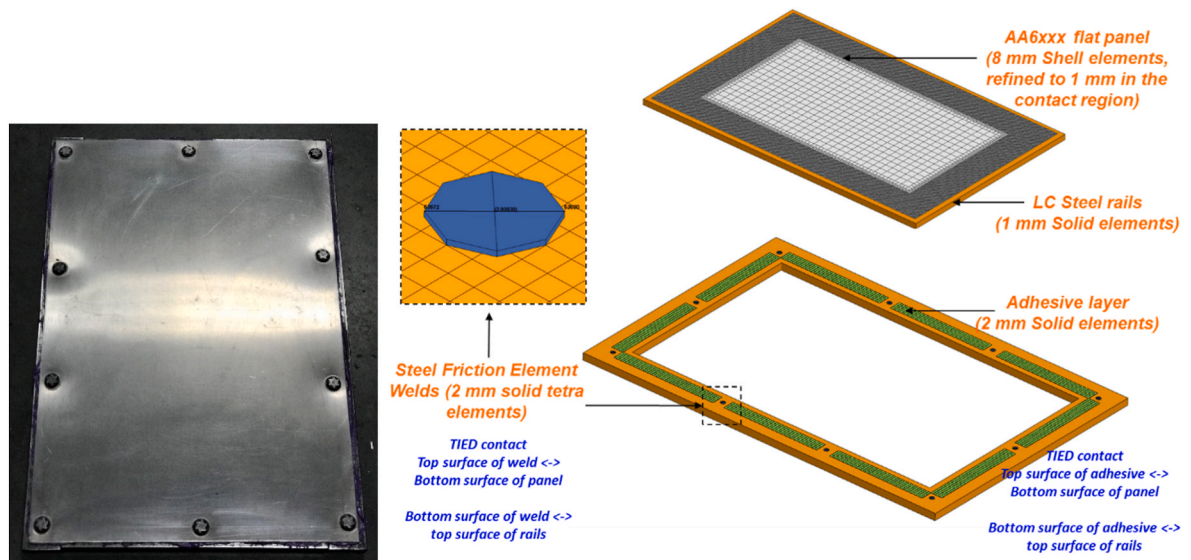 AA6xxx flat panel
(8 mm Shell elements,
refined to 1 mm in the
contact region)
LC Steel rails
(1 mm Solid elements)
Adhesive layer
(2 mm Solid elements)
Steel Friction Element
Welds (2 mm solid tetra
elements)
TIED contact
Top surface of weld <->
Bottom surface of panel
Bottom surface of weld <->
top surface of rails
TIED contact
Top surface of adhesive <->
Bottom surface of panel
Bottom surface of adhesive <->
top surface of rails